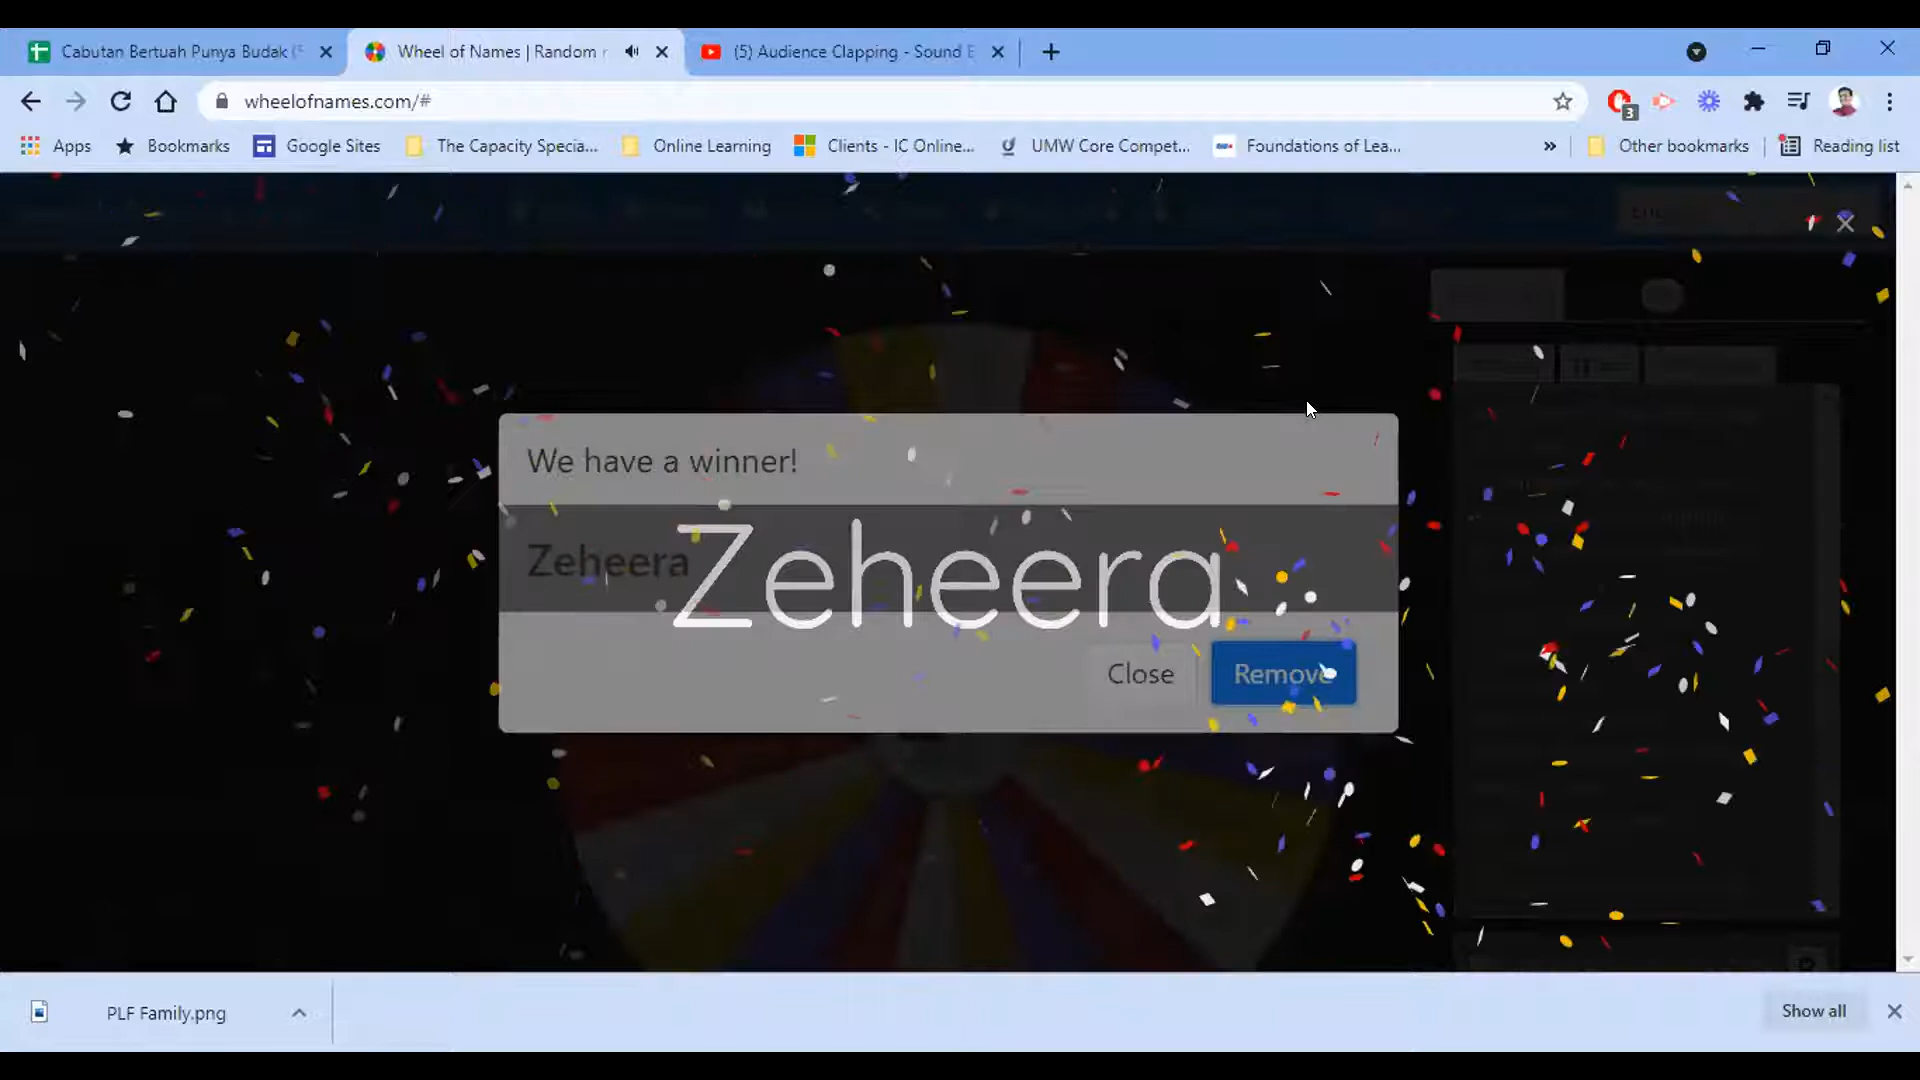 Cabutan Bertuah Punya Budak (
Wheel of Names | Random
(5) Audience Clapping - Sound E
wheelofnames.com/#
3
Apps
Bookmarks
Google Sites
The Capacity Specia...
Online Learning
Clients - IC Online...
UMW Core Compet...
Foundations of Lea...
»
Other bookmarks
Reading list
We have a winner!
Zeheera
Zeheera
Close
Remove
PLF Family.png
Show all